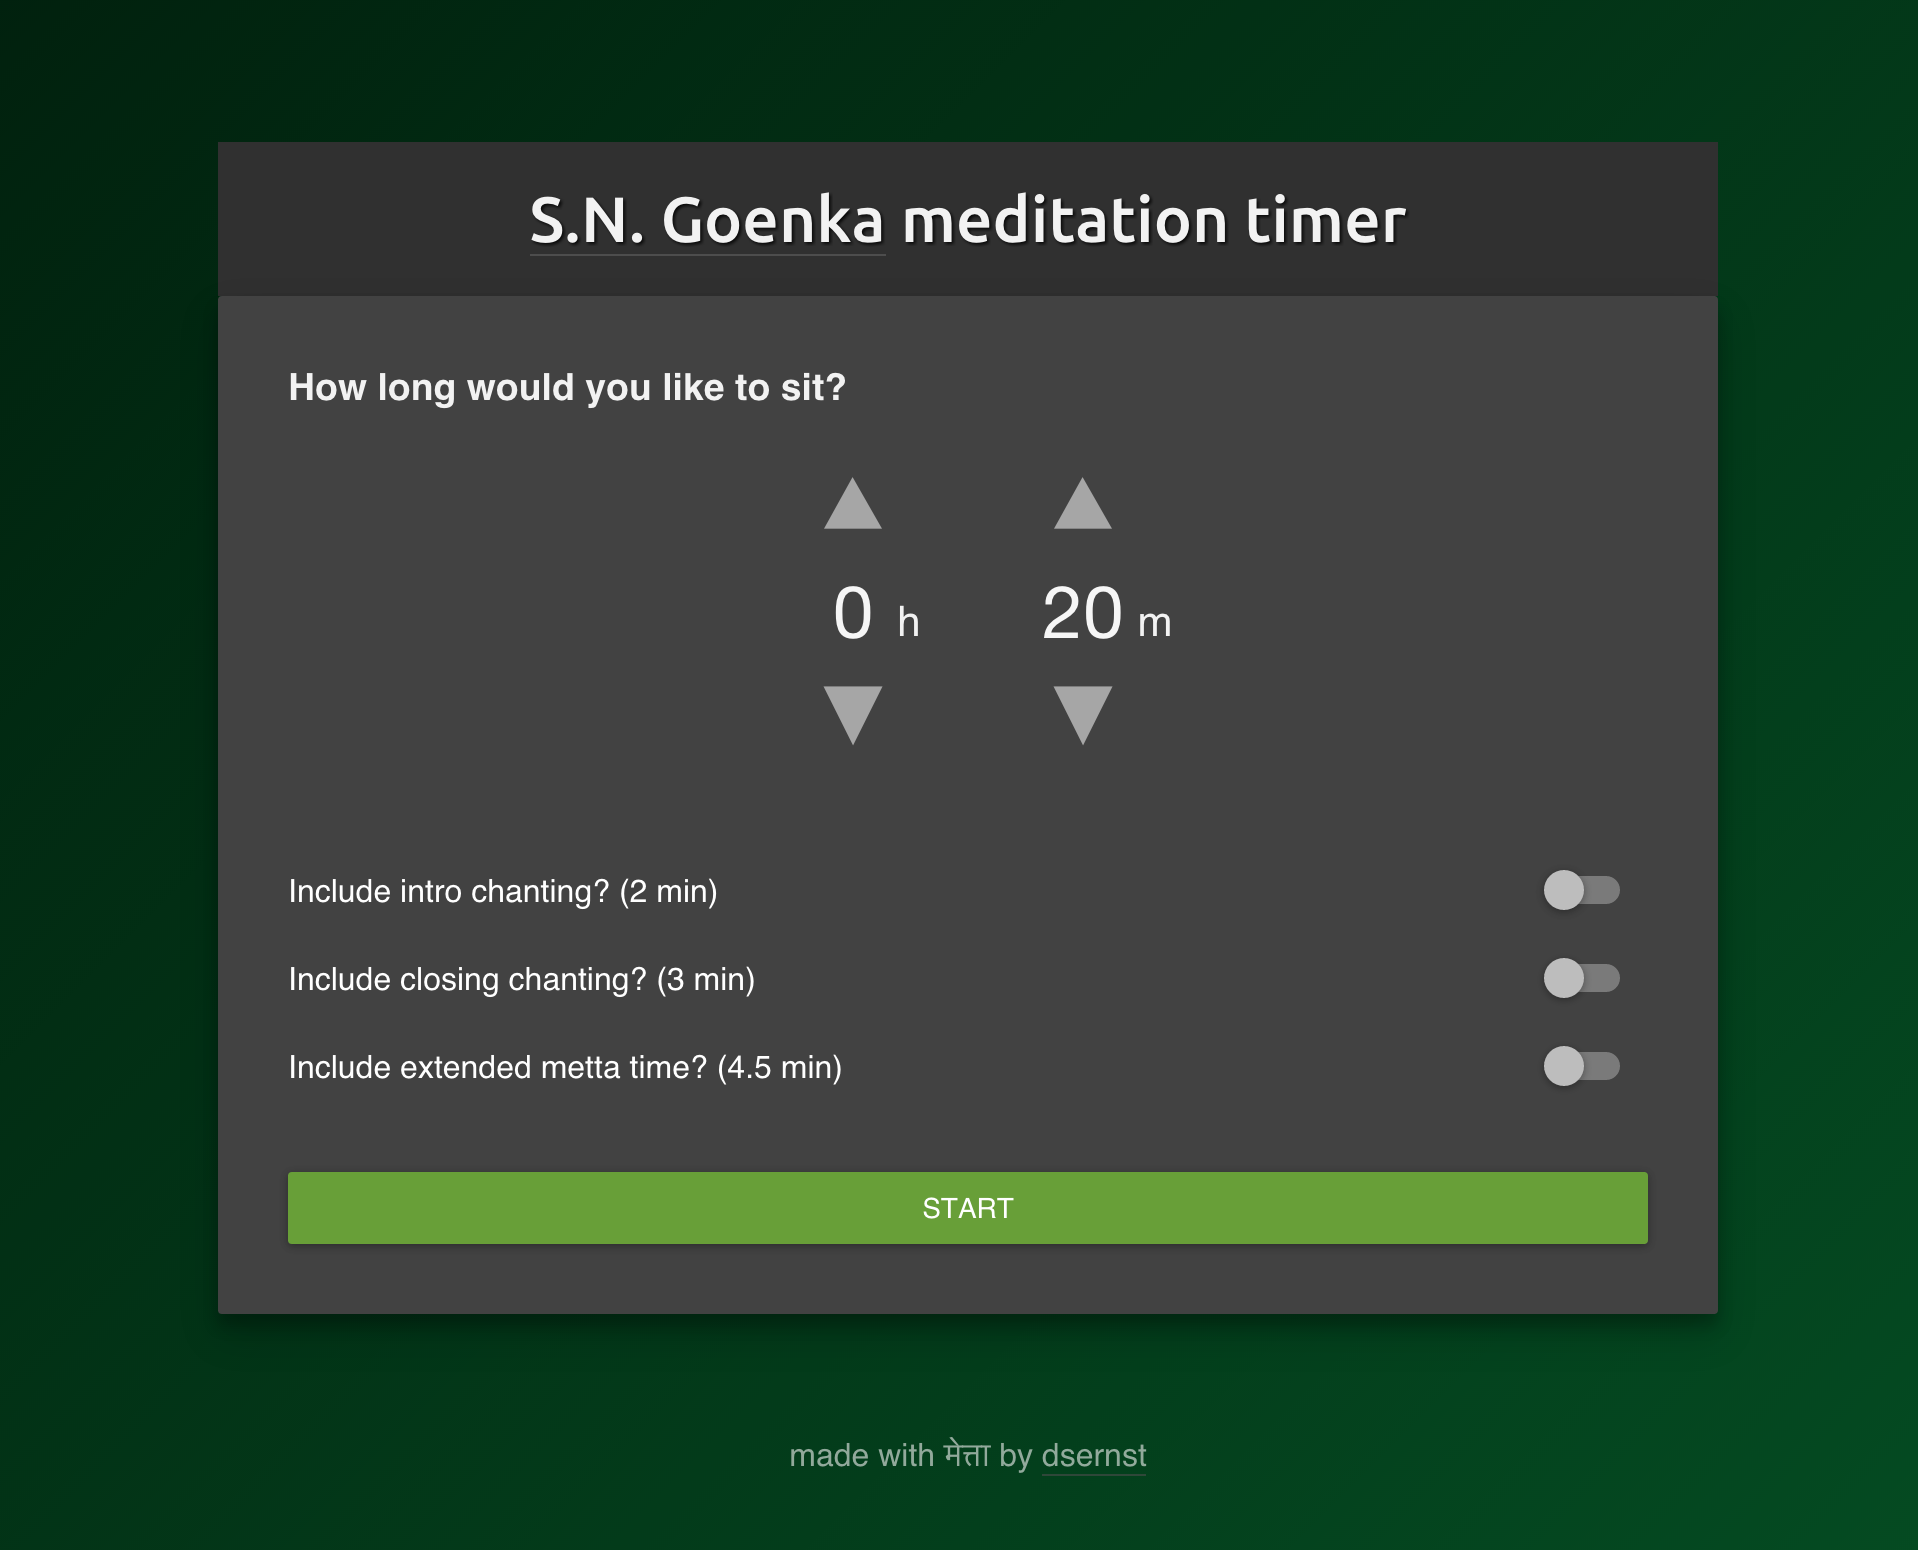 S.N. Goenka meditation timer
How long would you like to sit?
0 h 20 m
Include intro chanting? (2 min)
Include closing chanting? (3 min)
Include extended metta time? (4.5 min)
START
made with मेत्ता by dsernst